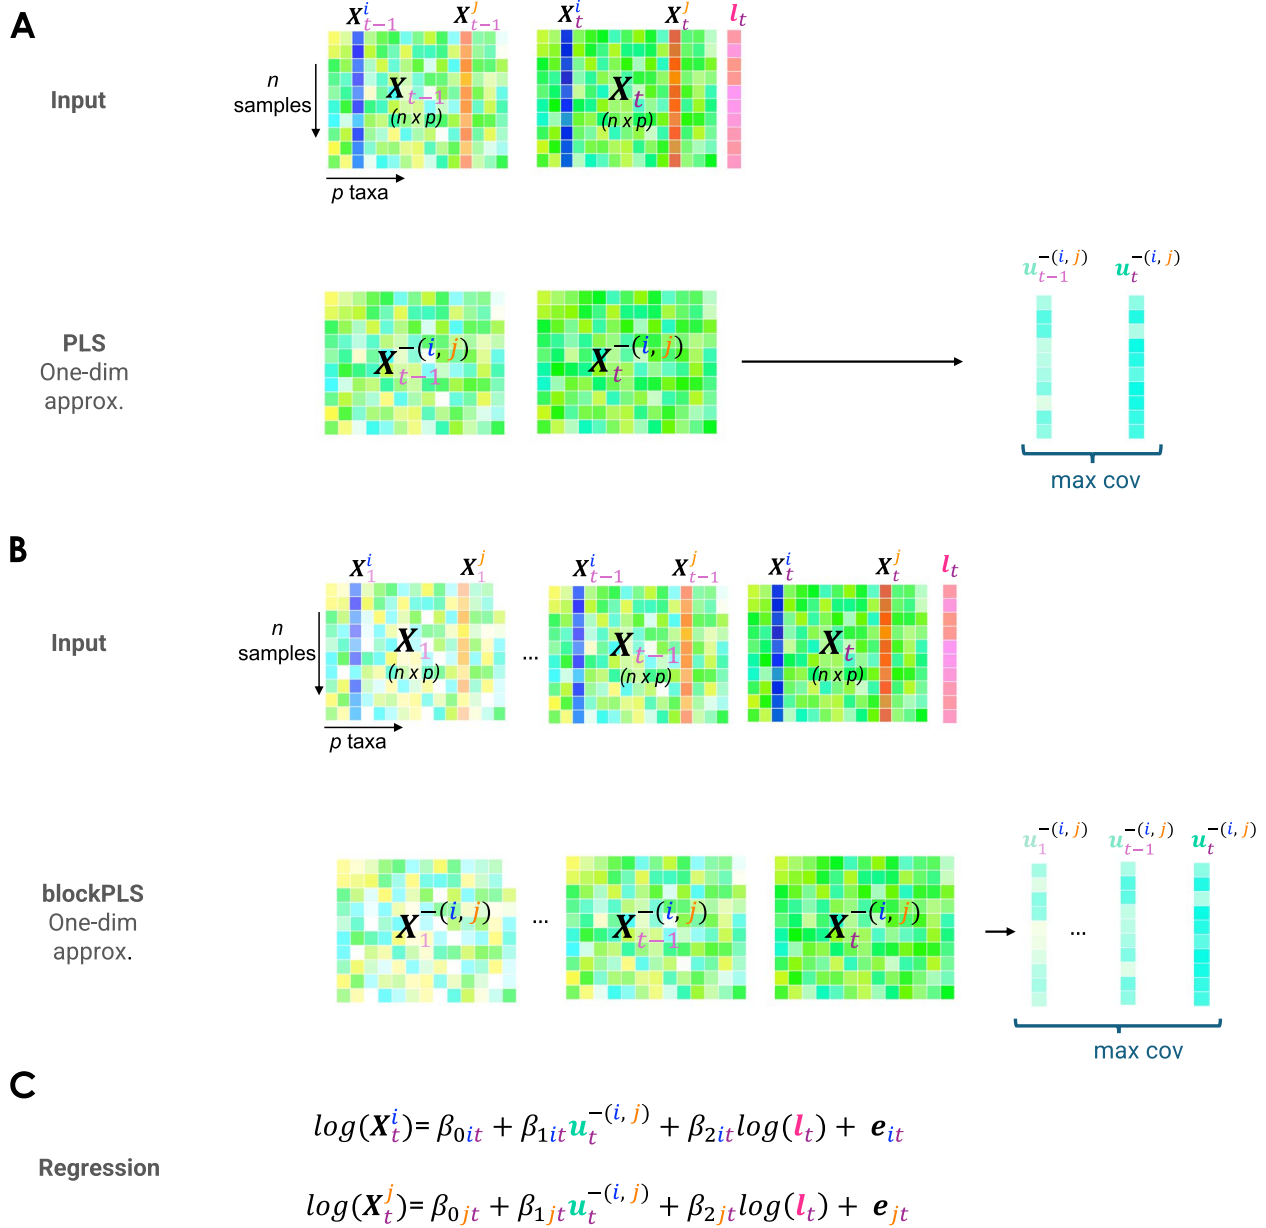 A
X^i_{t−1} X^j_{t−1} X^i_t X^j_t l_t
Input
n
samples
X_{t−1}
(n x p)
X_t
(n x p)
p taxa
PLS
One-dim
approx.
X^{−(i, j)}_{t−1} X^{−(i, j)}_t
u^{−(i, j)}_{t−1} u^{−(i, j)}_t
max cov
B
X^i_1 X^j_1 X^i_{t−1} X^j_{t−1} X^i_t X^j_t l_t
Input
n
samples
X_1
(n x p)
...
X_{t−1}
(n x p)
X_t
(n x p)
p taxa
blockPLS
One-dim
approx.
X^{−(i, j)}_1 ... X^{−(i, j)}_{t−1} X^{−(i, j)}_t
u^{−(i, j)}_1 ... u^{−(i, j)}_{t−1} u^{−(i, j)}_t
max cov
C
Regression
log(X^i_t)= β_{0it} + β_{1it}u^{−(i, j)}_t + β_{2it}log(l_t) + e_{it}
log(X^j_t)= β_{0jt} + β_{1jt}u^{−(i, j)}_t + β_{2jt}log(l_t) + e_{jt}